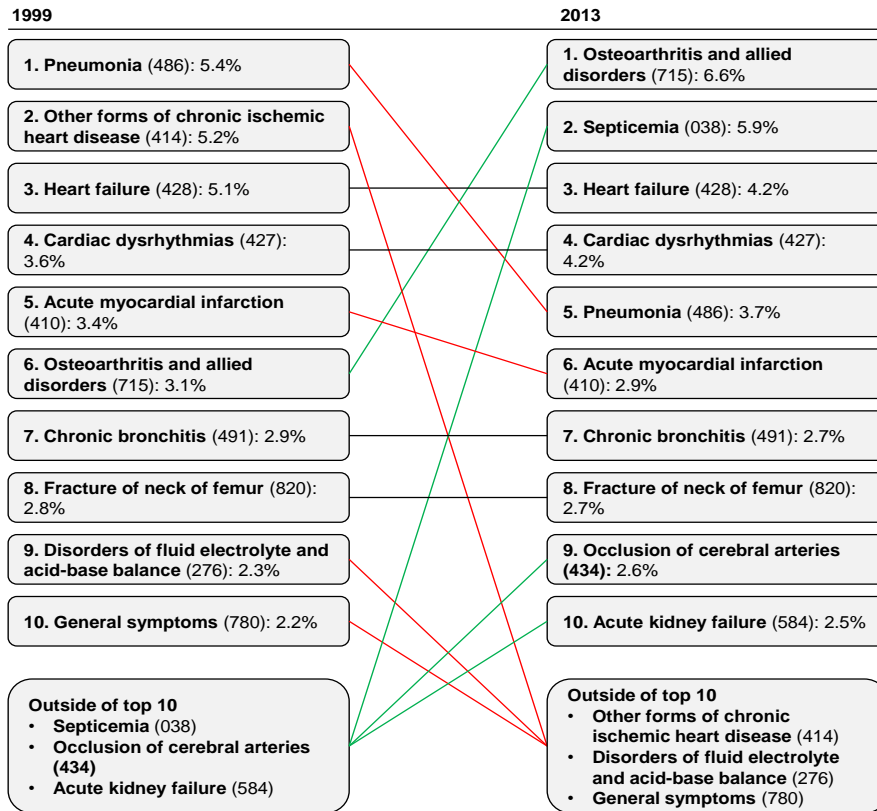 1999
2013
1. Pneumonia (486): 5.4%
2. Other forms of chronic ischemic
heart disease (414): 5.2%
3. Heart failure (428): 5.1%
4. Cardiac dysrhythmias (427):
3.6%
5. Acute myocardial infarction
(410): 3.4%
6. Osteoarthritis and allied
disorders (715): 3.1%
7. Chronic bronchitis (491): 2.9%
8. Fracture of neck of femur (820):
2.8%
9. Disorders of fluid electrolyte and
acid-base balance (276): 2.3%
10. General symptoms (780): 2.2%
Outside of top 10
• Septicemia (038)
• Occlusion of cerebral arteries
(434)
• Acute kidney failure (584)
1. Osteoarthritis and allied
disorders (715): 6.6%
2. Septicemia (038): 5.9%
3. Heart failure (428): 4.2%
4. Cardiac dysrhythmias (427):
4.2%
5. Pneumonia (486): 3.7%
6. Acute myocardial infarction
(410): 2.9%
7. Chronic bronchitis (491): 2.7%
8. Fracture of neck of femur (820):
2.7%
9. Occlusion of cerebral arteries
(434): 2.6%
10. Acute kidney failure (584): 2.5%
Outside of top 10
• Other forms of chronic
ischemic heart disease (414)
• Disorders of fluid electrolyte
and acid-base balance (276)
• General symptoms (780)